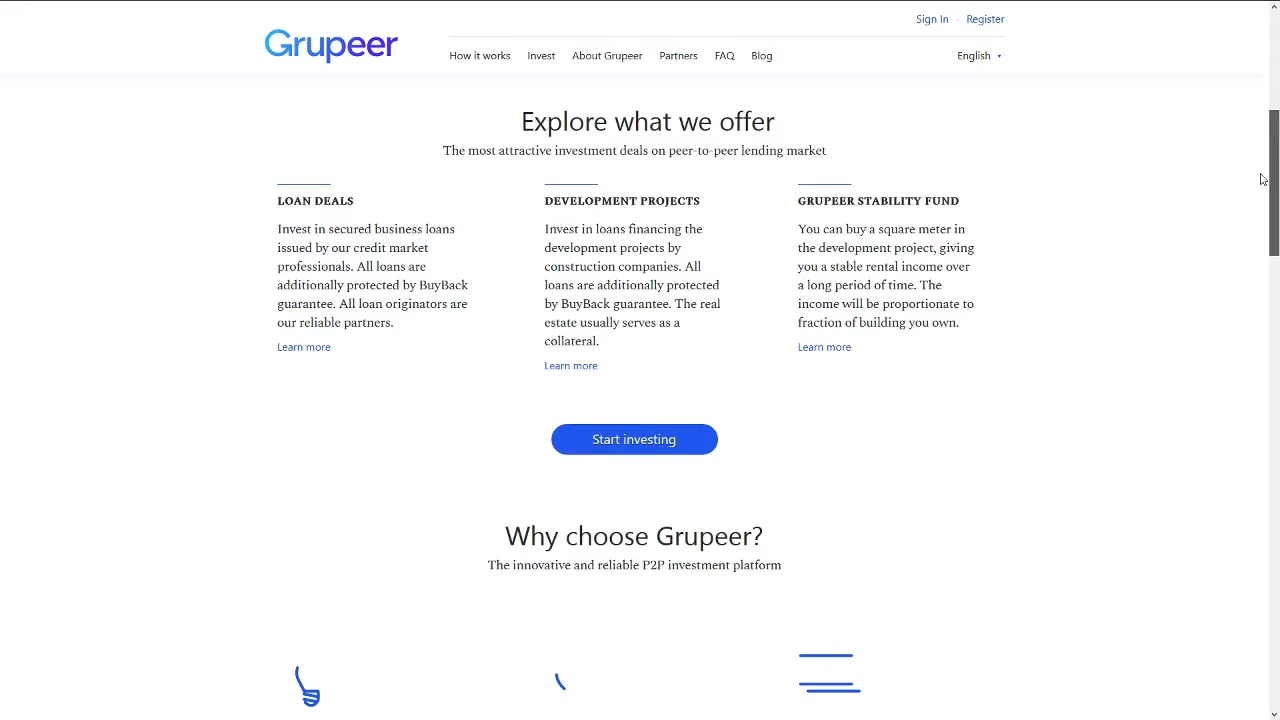 Sign In
Register
Grupeer
How it works
Invest
About Grupeer
Partners
FAQ
Blog
English
Explore what we offer
The most attractive investment deals on peer-to-peer lending market
LOAN DEALS
Invest in secured business loans
issued by our credit market
professionals. All loans are
additionally protected by BuyBack
guarantee. All loan originators are
our reliable partners.
Learn more
DEVELOPMENT PROJECTS
Invest in loans financing the
development projects by
construction companies. All
loans are additionally protected
by BuyBack guarantee. The real
estate usually serves as a
collateral.
Learn more
GRUPEER STABILITY FUND
You can buy a square meter in
the development project, giving
you a stable rental income over
a long period of time. The
income will be proportionate to
fraction of building you own.
Learn more
Start investing
Why choose Grupeer?
The innovative and reliable P2P investment platform